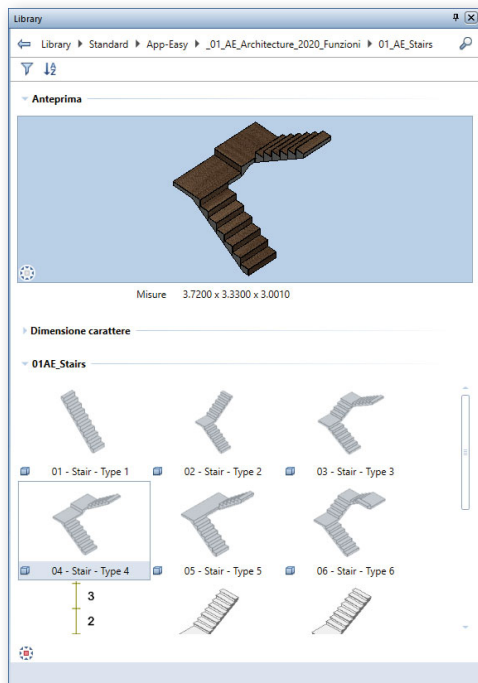 Library
Library Standard App-Easy _01_AE_Architecture_2020_Funzioni 01_AE_Stairs
Anteprima
Misure 3.7200 x 3.3300 x 3.0010
Dimensione carattere
01AE_Stairs
01 - Stair - Type 1 02 - Stair - Type 2 03 - Stair - Type 3
04 - Stair - Type 4 05 - Stair - Type 5 06 - Stair - Type 6
3
2